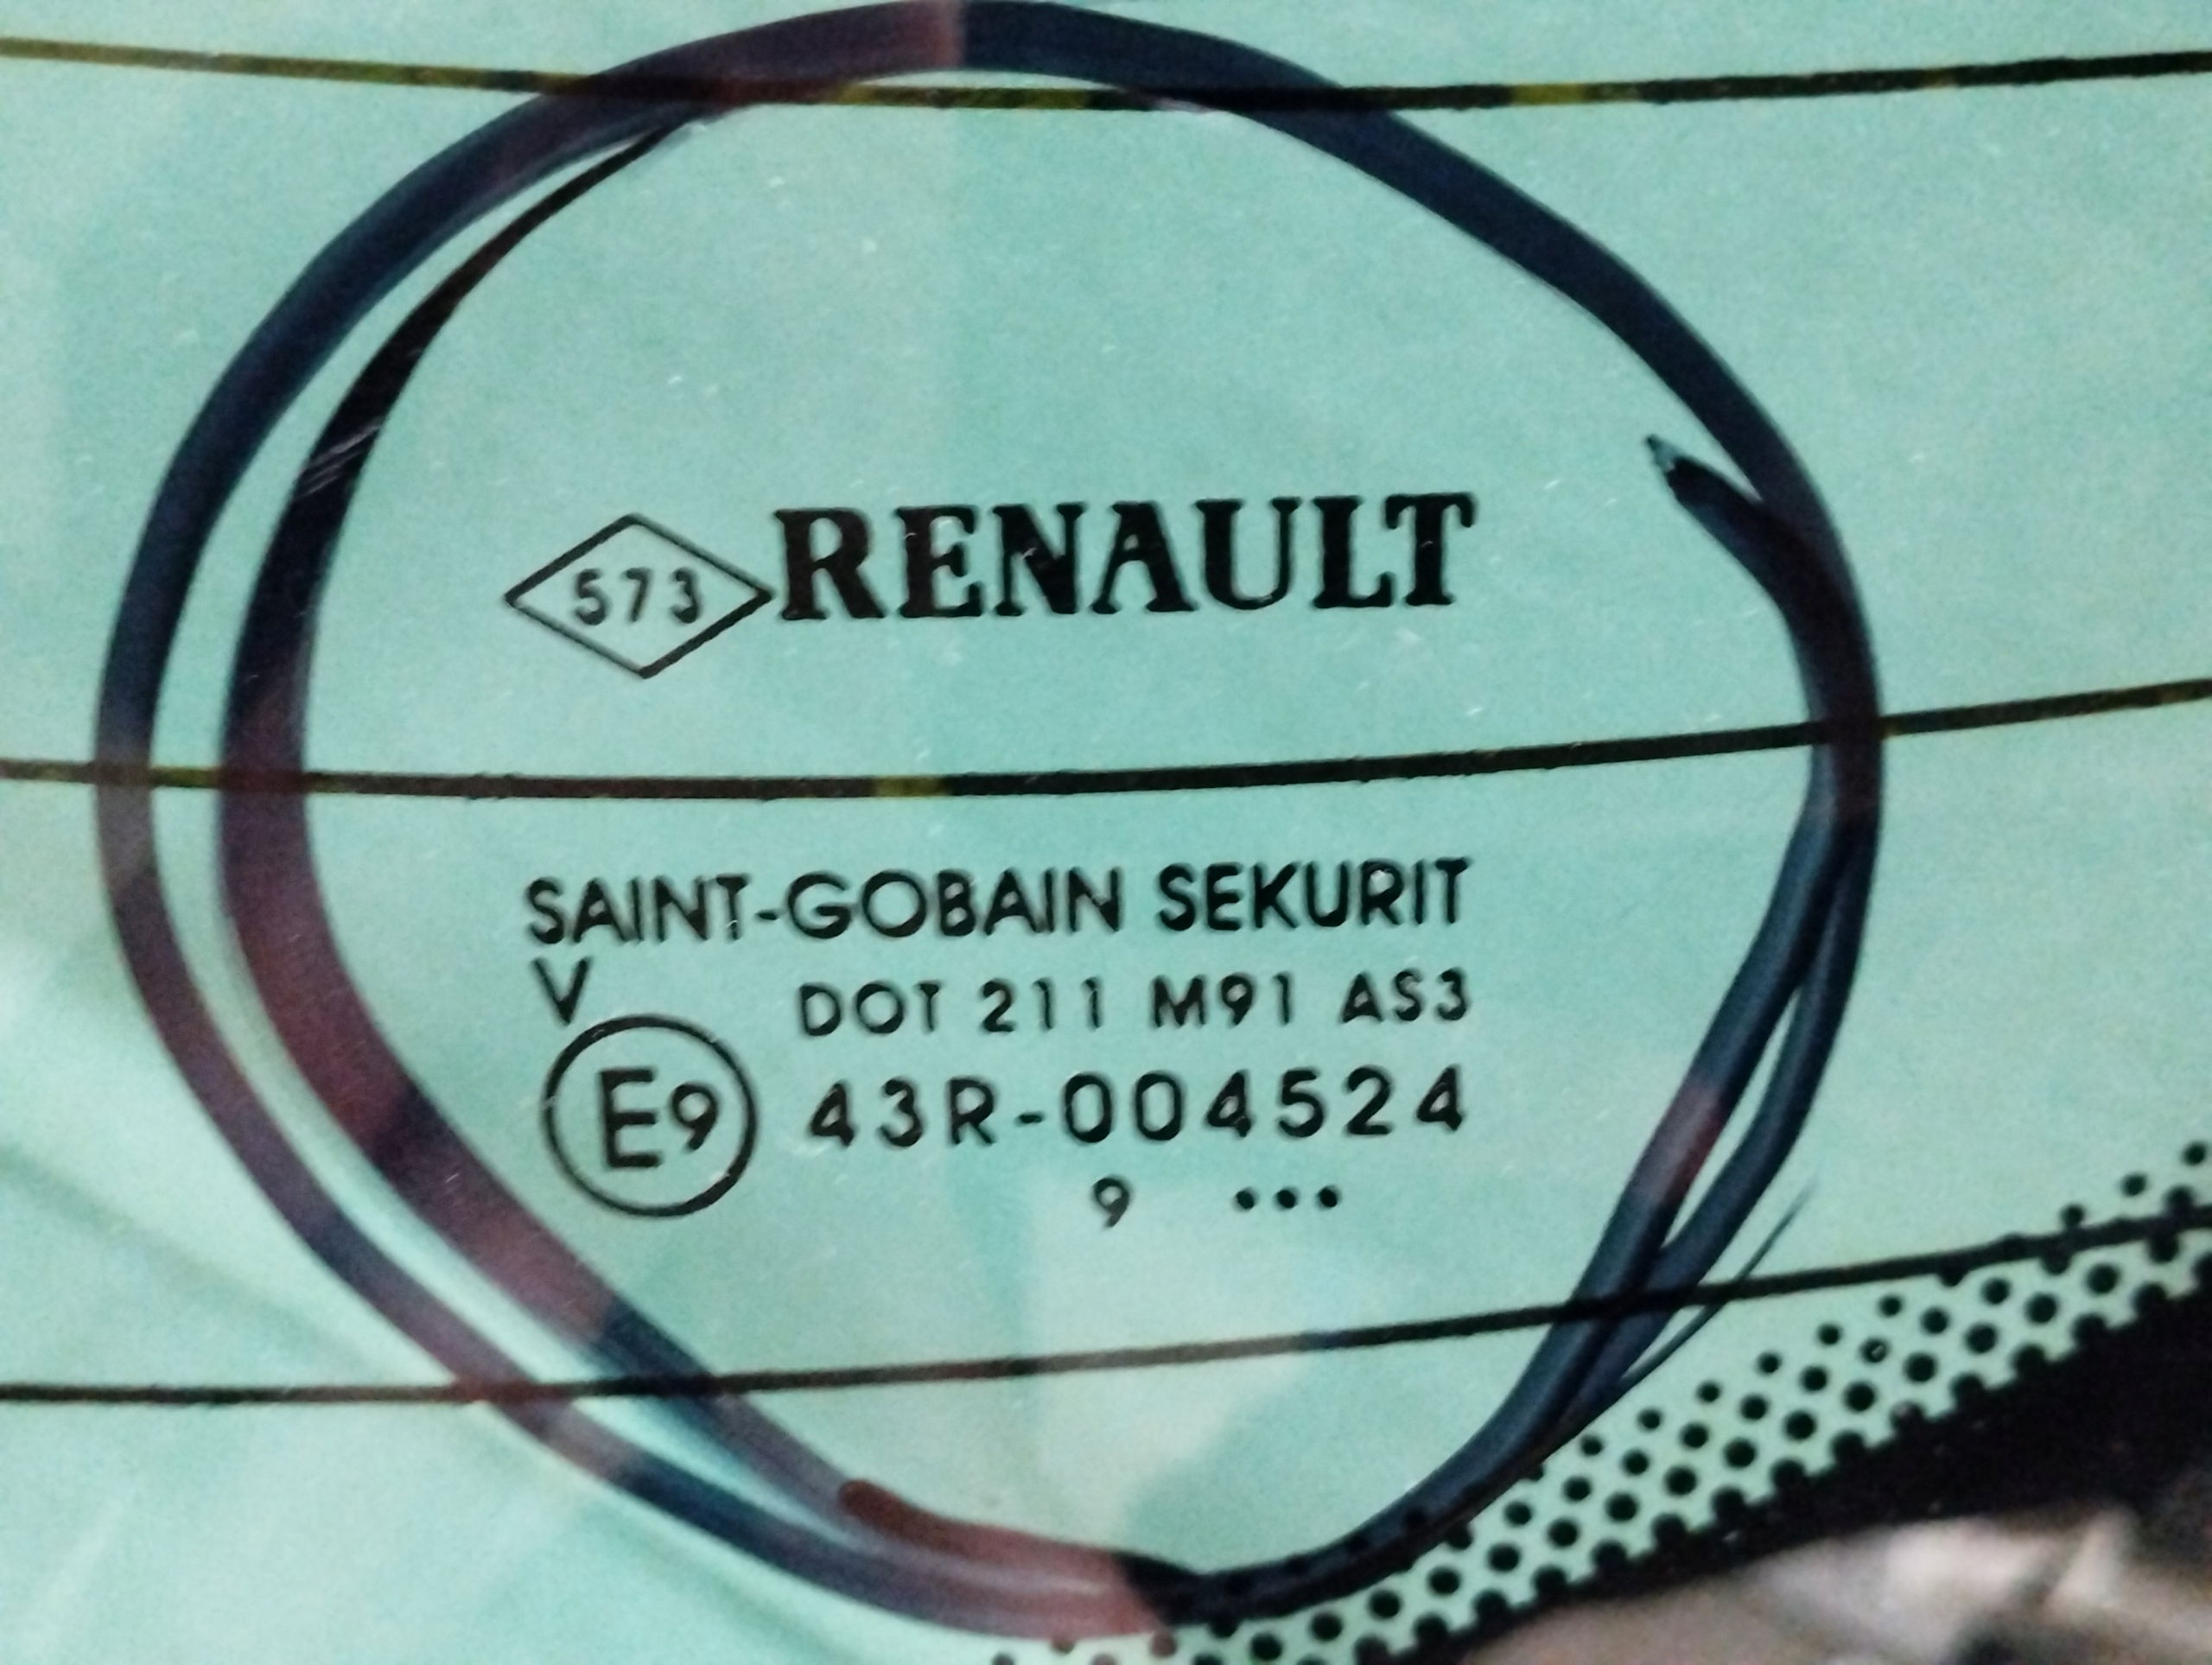 573 RENAULT
SAINT-GOBAIN SEKURIT
V DOT 211 M91 AS3
E9 43R-004524
9 •••